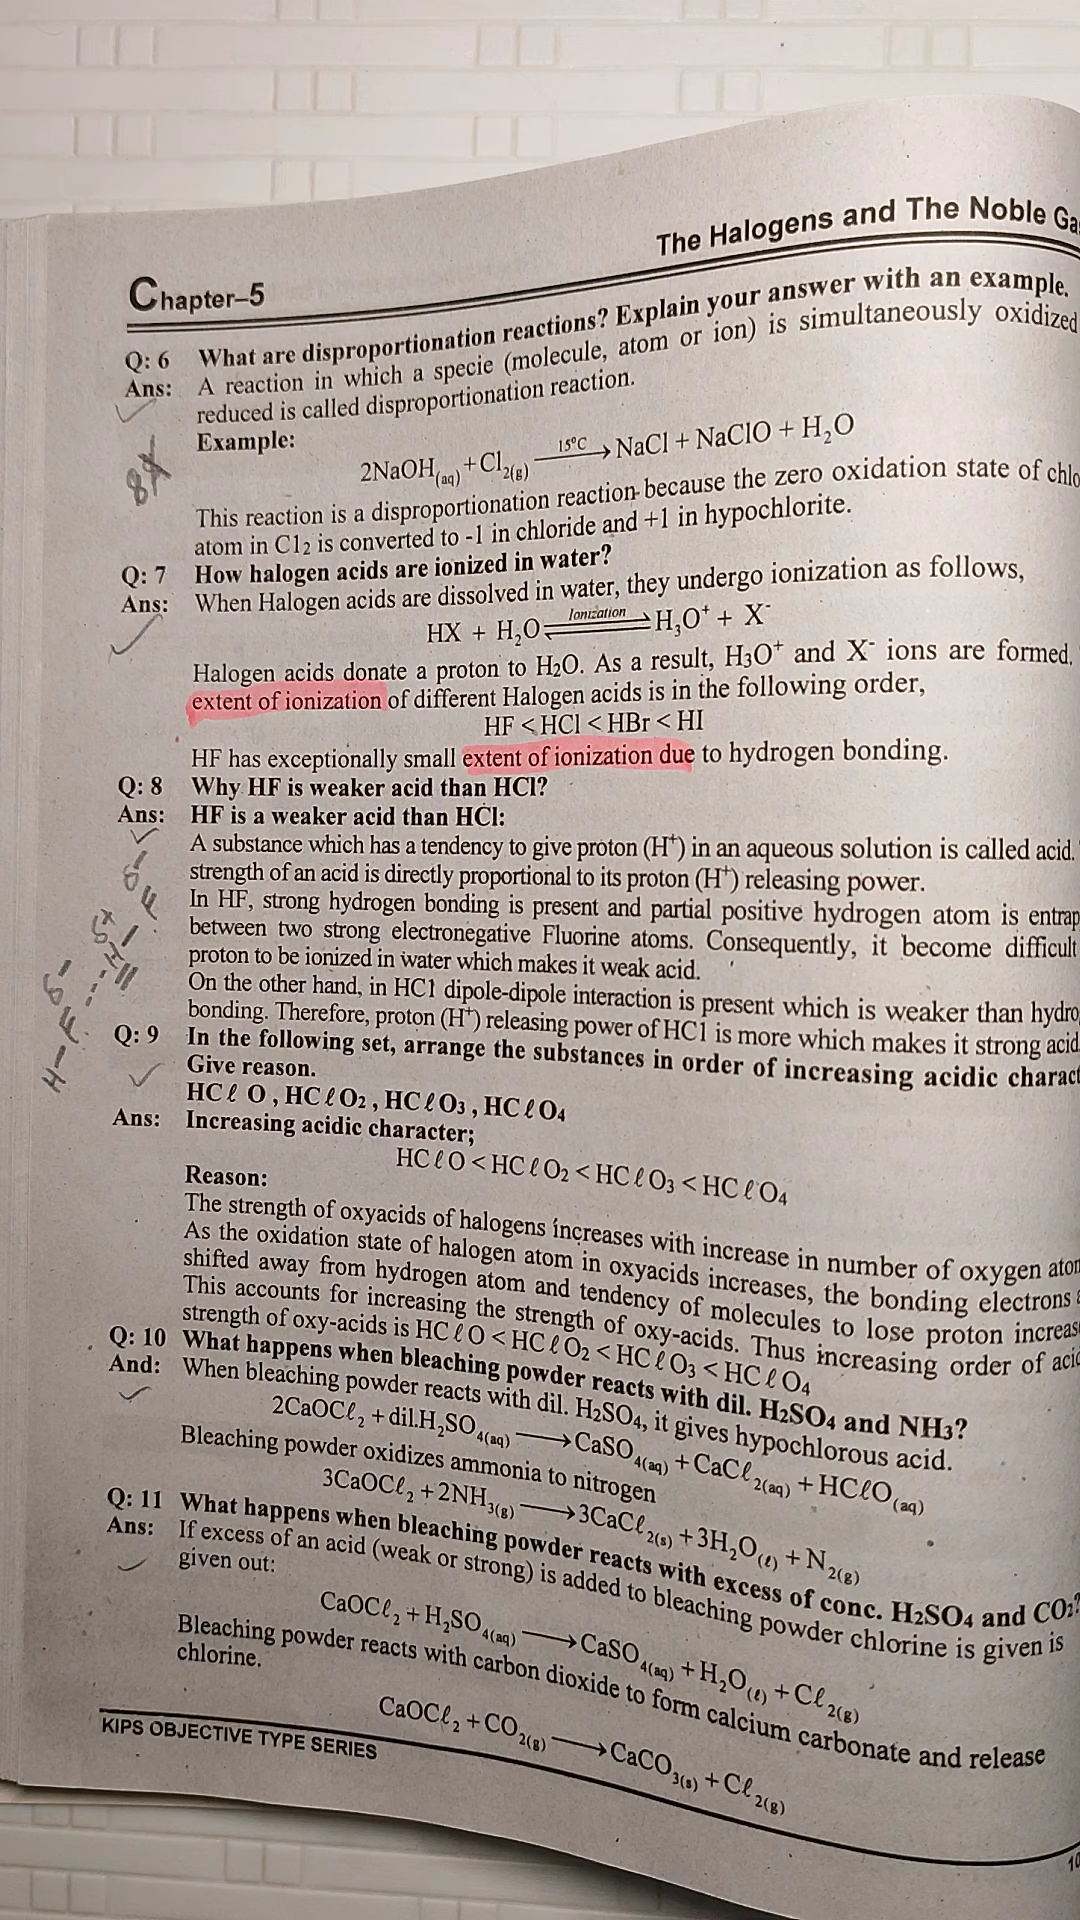 The Halogens and The Noble Ga
Chapter–5
Q: 6 What are disproportionation reactions? Explain your answer with an example.
Ans: A reaction in which a specie (molecule, atom or ion) is simultaneously oxidized
reduced is called disproportionation reaction.
Example:
2NaOH(aq) + Cl2(g) —15°C→ NaCl + NaClO + H2O
This reaction is a disproportionation reaction because the zero oxidation state of chlo
atom in C12 is converted to -1 in chloride and +1 in hypochlorite.
Q: 7 How halogen acids are ionized in water?
Ans: When Halogen acids are dissolved in water, they undergo ionization as follows,
HX + H2O ⇌ Ionization H3O+ + X-
Halogen acids donate a proton to H2O. As a result, H3O+ and X- ions are formed.
extent of ionization of different Halogen acids is in the following order,
HF < HCl < HBr < HI
HF has exceptionally small extent of ionization due to hydrogen bonding.
Q: 8 Why HF is weaker acid than HCl?
Ans: HF is a weaker acid than HCl:
A substance which has a tendency to give proton (H+) in an aqueous solution is called acid.
strength of an acid is directly proportional to its proton (H+) releasing power.
In HF, strong hydrogen bonding is present and partial positive hydrogen atom is entrap
between two strong electronegative Fluorine atoms. Consequently, it become difficult
proton to be ionized in water which makes it weak acid.
On the other hand, in HC1 dipole-dipole interaction is present which is weaker than hydro
bonding. Therefore, proton (H+) releasing power of HC1 is more which makes it strong acid
H—F δ- ---- H δ+ — F δ-
Q: 9 In the following set, arrange the substances in order of increasing acidic charact
Give reason.
HCℓ O , HCℓO2 , HCℓO3 , HCℓO4
Ans: Increasing acidic character;
HCℓO < HCℓO2 < HCℓO3 < HCℓO4
Reason:
The strength of oxyacids of halogens increases with increase in number of oxygen atom
As the oxidation state of halogen atom in oxyacids increases, the bonding electrons
shifted away from hydrogen atom and tendency of molecules to lose proton increas
This accounts for increasing the strength of oxy-acids. Thus increasing order of acid
strength of oxy-acids is HCℓO < HCℓO2 < HCℓO3 < HCℓO4
Q: 10 What happens when bleaching powder reacts with dil. H2SO4 and NH3?
And: When bleaching powder reacts with dil. H2SO4, it gives hypochlorous acid.
2CaOCℓ2 + dil.H2SO4(aq) ⟶ CaSO4(aq) + CaCℓ2(aq) + HCℓO(aq)
Bleaching powder oxidizes ammonia to nitrogen
3CaOCℓ2 + 2NH3(g) ⟶ 3CaCℓ2(s) + 3H2O(ℓ) + N2(g)
Q: 11 What happens when bleaching powder reacts with excess of conc. H2SO4 and CO2?
Ans: If excess of an acid (weak or strong) is added to bleaching powder chlorine is given is
given out:
CaOCℓ2 + H2SO4(aq) ⟶ CaSO4(aq) + H2O(ℓ) + Cℓ2(g)
Bleaching powder reacts with carbon dioxide to form calcium carbonate and release
chlorine.
CaOCℓ2 + CO2(g) ⟶ CaCO3(s) + Cℓ2(g)
KIPS OBJECTIVE TYPE SERIES